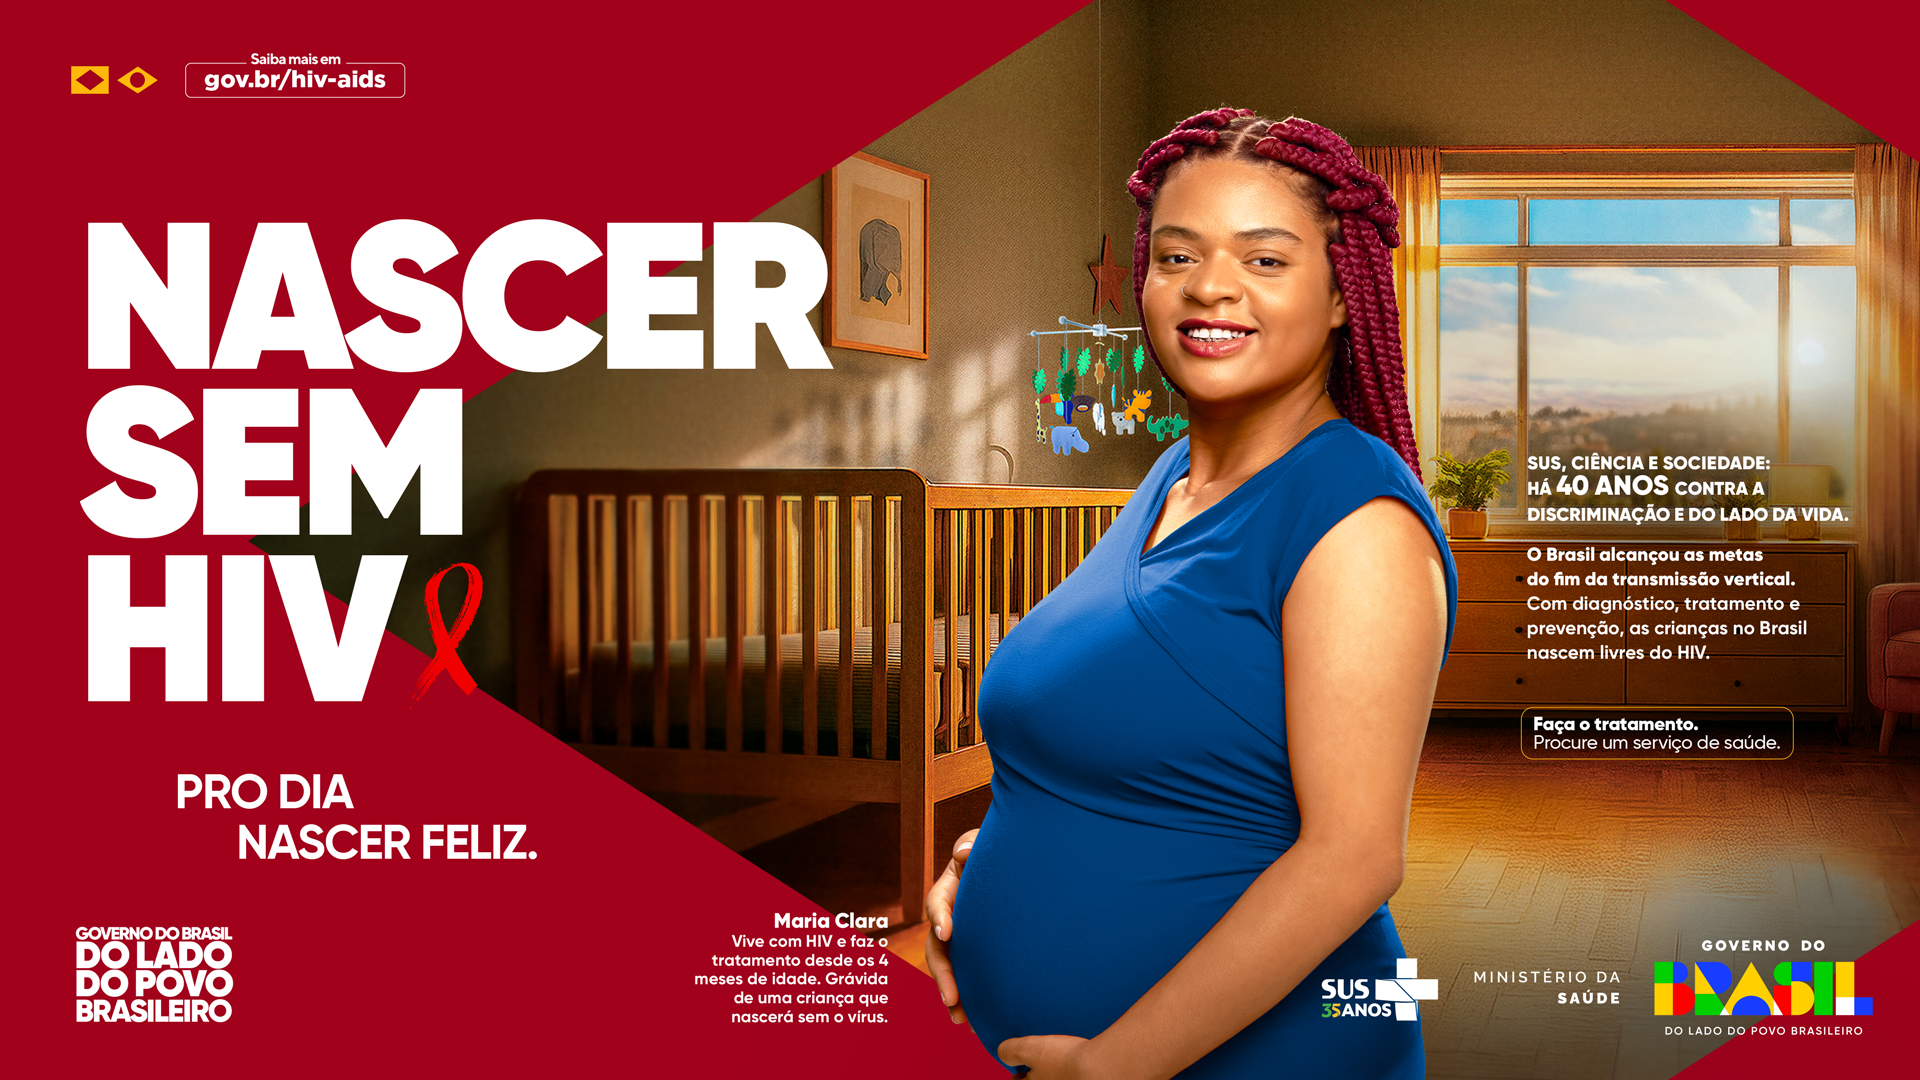 Saiba mais em
gov.br/hiv-aids
NASCER
SEM
HIV
PRO DIA
NASCER FELIZ.
GOVERNO DO BRASIL
DO LADO
DO POVO
BRASILEIRO
Maria Clara
Vive com HIV e faz o
tratamento desde os 4
meses de idade. Grávida
de uma criança que
nascerá sem o vírus.
SUS, CIÊNCIA E SOCIEDADE:
HÁ 40 ANOS CONTRA A
DISCRIMINAÇÃO E DO LADO DA VIDA.
O Brasil alcançou as metas
do fim da transmissão vertical.
Com diagnóstico, tratamento e
prevenção, as crianças no Brasil
nascem livres do HIV.
Faça o tratamento.
Procure um serviço de saúde.
SUS
35 ANOS
MINISTÉRIO DA
SAÚDE
GOVERNO DO
BRASIL
DO LADO DO POVO BRASILEIRO